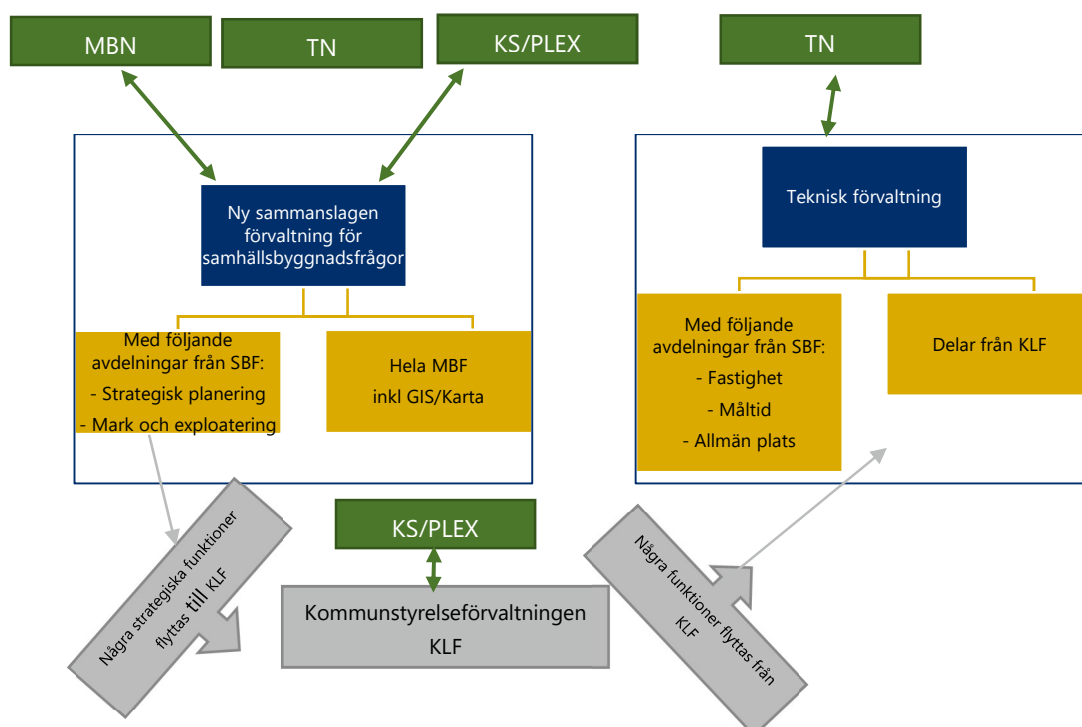 MBN
TN
KS/PLEX
TN
Ny sammanslagen
förvaltning för
samhällsbyggnadsfrågor
Teknisk förvaltning
Med följande
avdelningar från SBF:
- Strategisk planering
- Mark och exploatering
Hela MBF
inkl GIS/Karta
Med följande
avdelningar från SBF:
- Fastighet
- Måltid
- Allmän plats
Delar från KLF
Några strategiska funktioner
flyttas till KLF
KS/PLEX
Kommunstyrelseförvaltningen
KLF
Några funktioner flyttas från
KLF